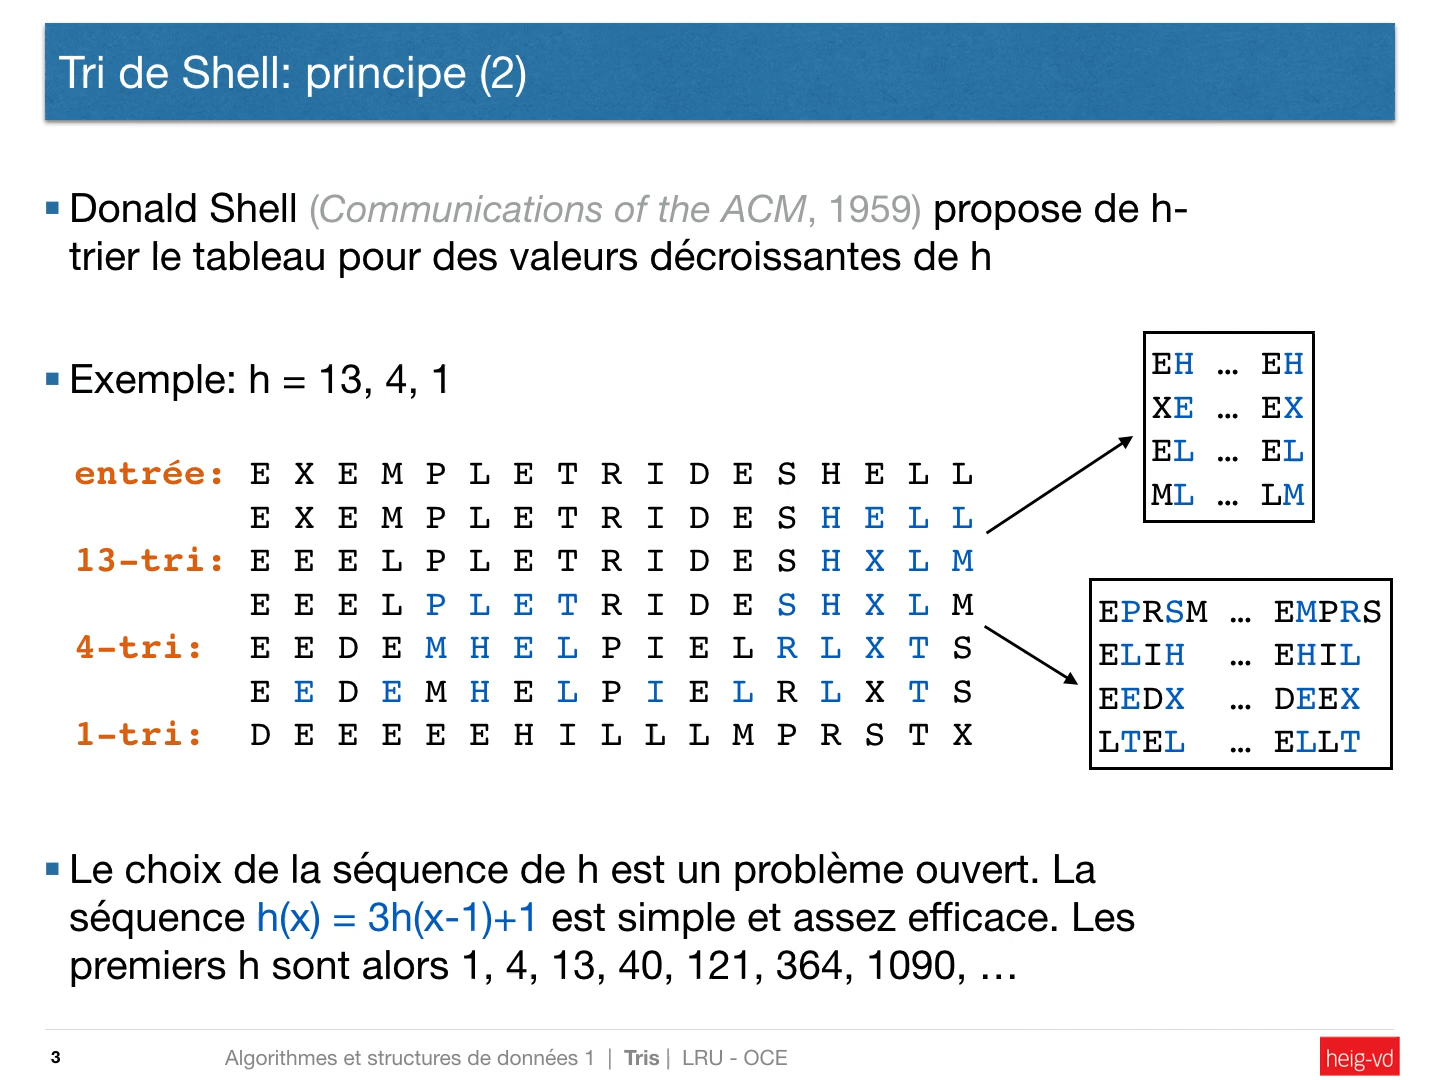 Tri de Shell: principe (2)
Donald Shell (Communications of the ACM, 1959) propose de h-
trier le tableau pour des valeurs décroissantes de h
Exemple: h = 13, 4, 1
entrée: E X E M P L E T R I D E S H E L L
E X E M P L E T R I D E S H E L L
13-tri: E E E L P L E T R I D E S H X L M
E E E L P L E T R I D E S H X L M
4-tri: E E D E M H E L P I E L R L X T S
E E D E M H E L P I E L R L X T S
1-tri: D E E E E E H I L L L M P R S T X
EH … EH
XE … EX
EL … EL
ML … LM
EPRSM … EMPRS
ELIH … EHIL
EEDX … DEEX
LTEL … ELLT
Le choix de la séquence de h est un problème ouvert. La
séquence h(x) = 3h(x-1)+1 est simple et assez efficace. Les
premiers h sont alors 1, 4, 13, 40, 121, 364, 1090, …
3 Algorithmes et structures de données 1 | Tris | LRU - OCE heig-vd